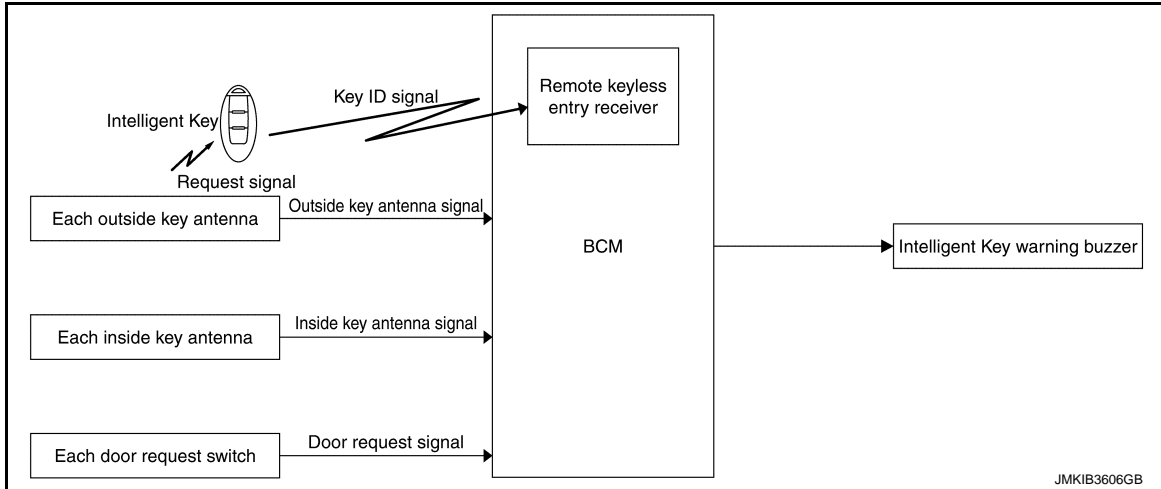 Remote keyless
entry receiver
Key ID signal
Intelligent Key
Request signal
Each outside key antenna
Outside key antenna signal
BCM
Intelligent Key warning buzzer
Each inside key antenna
Inside key antenna signal
Each door request switch
Door request signal
JMKIB3606GB